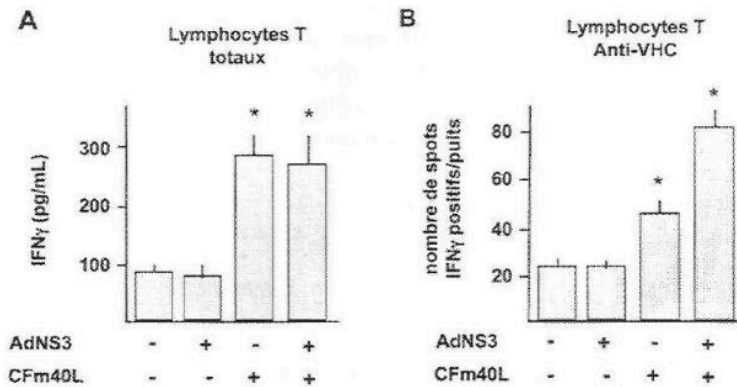 A
Lymphocytes T
totaux
IFNγ (pg/mL)
300
200
100
*
*
AdNS3 - + - +
CFm40L - - + +
B
Lymphocytes T
Anti-VHC
nombre de spots
IFNγ positifs/puits
80
60
40
20
*
*
AdNS3 - + - +
CFm40L - - + +